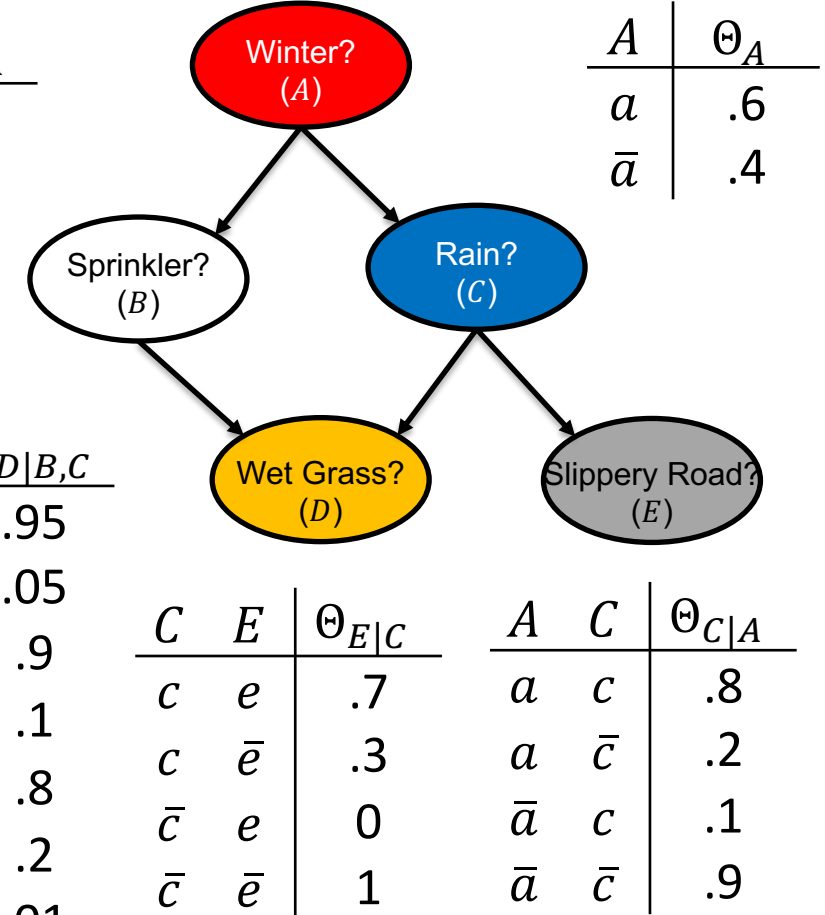 Winter?
(A)
A Θ_A
a .6
a̅ .4
Sprinkler?
(B)
Rain?
(C)
Wet Grass?
(D)
Slippery Road?
(E)
D|B,C
.95
.05
.9
.1
.8
.2
01
C E Θ_E|C
c e .7
c e̅ .3
c̅ e 0
c̅ e̅ 1
A C Θ_C|A
a c .8
a c̅ .2
a̅ c .1
a̅ c̅ .9